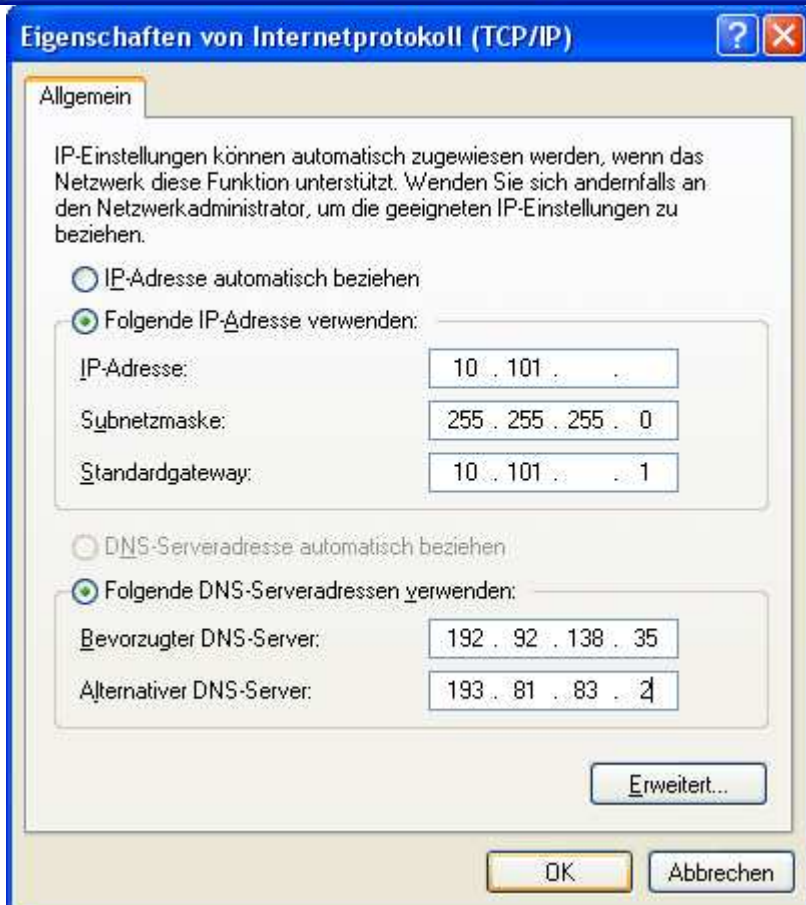 Eigenschaften von Internetprotokoll (TCP/IP)
Allgemein
IP-Einstellungen können automatisch zugewiesen werden, wenn das
Netzwerk diese Funktion unterstützt. Wenden Sie sich andernfalls an
den Netzwerkadministrator, um die geeigneten IP-Einstellungen zu
beziehen.
IP-Adresse automatisch beziehen
Folgende IP-Adresse verwenden:
IP-Adresse: 10 . 101 . .
Subnetzmaske: 255 . 255 . 255 . 0
Standardgateway: 10 . 101 . . 1
DNS-Serveradresse automatisch beziehen
Folgende DNS-Serveradressen verwenden:
Bevorzugter DNS-Server: 192 . 92 . 138 . 35
Alternativer DNS-Server: 193 . 81 . 83 . 2
Erweitert...
OK Abbrechen